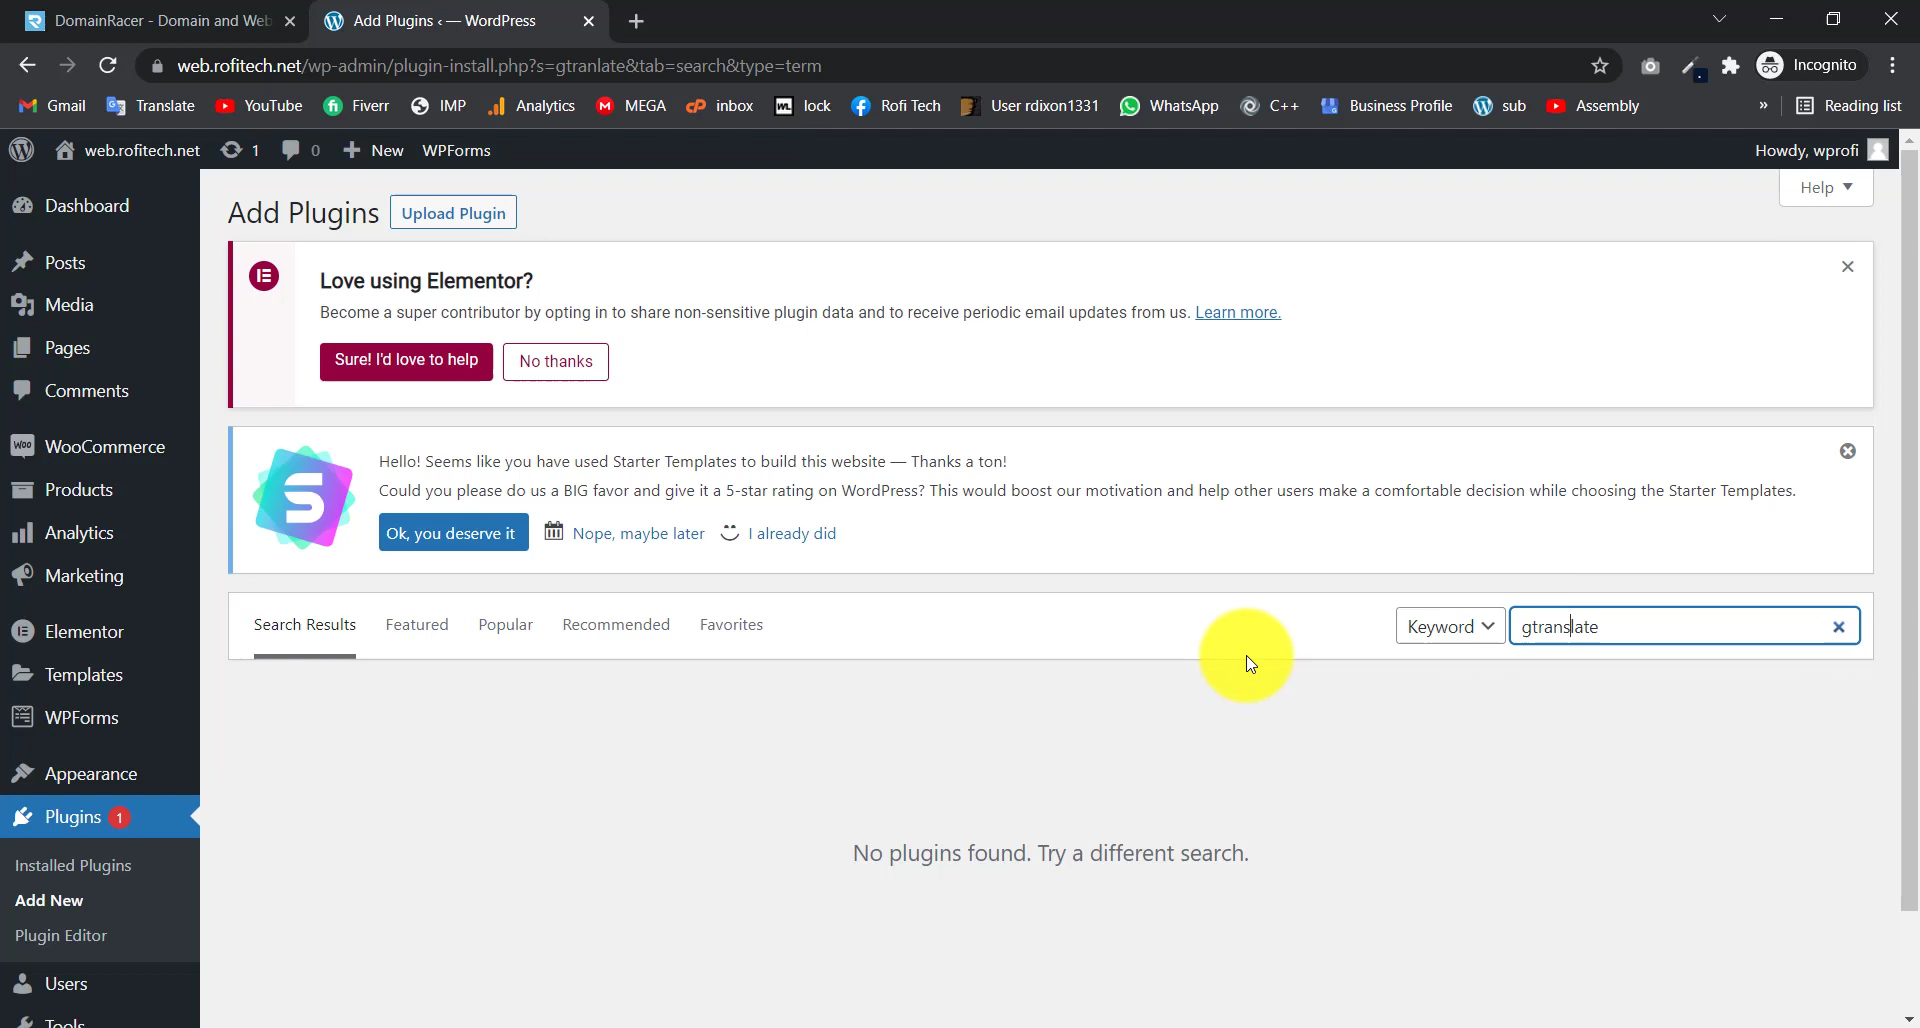 DomainRacer - Domain and Web
Add Plugins ‹ — WordPress
web.rofitech.net/wp-admin/plugin-install.php?s=gtranlate&tab=search&type=term
Incognito
Gmail
Translate
YouTube
Fiverr
IMP
Analytics
MEGA
inbox
lock
Rofi Tech
User rdixon1331
WhatsApp
C++
Business Profile
sub
Assembly
»
Reading list
web.rofitech.net
1
0
New
WPForms
Howdy, wprofi
Help
Dashboard
Posts
Media
Pages
Comments
WooCommerce
Products
Analytics
Marketing
Elementor
Templates
WPForms
Appearance
Plugins 1
Installed Plugins
Add New
Plugin Editor
Users
Tools
Add Plugins
Upload Plugin
Love using Elementor?
Become a super contributor by opting in to share non-sensitive plugin data and to receive periodic email updates from us. Learn more.
Sure! I'd love to help
No thanks
Hello! Seems like you have used Starter Templates to build this website — Thanks a ton!
Could you please do us a BIG favor and give it a 5-star rating on WordPress? This would boost our motivation and help other users make a comfortable decision while choosing the Starter Templates.
Ok, you deserve it
Nope, maybe later
I already did
Search Results
Featured
Popular
Recommended
Favorites
Keyword
gtranslate
No plugins found. Try a different search.